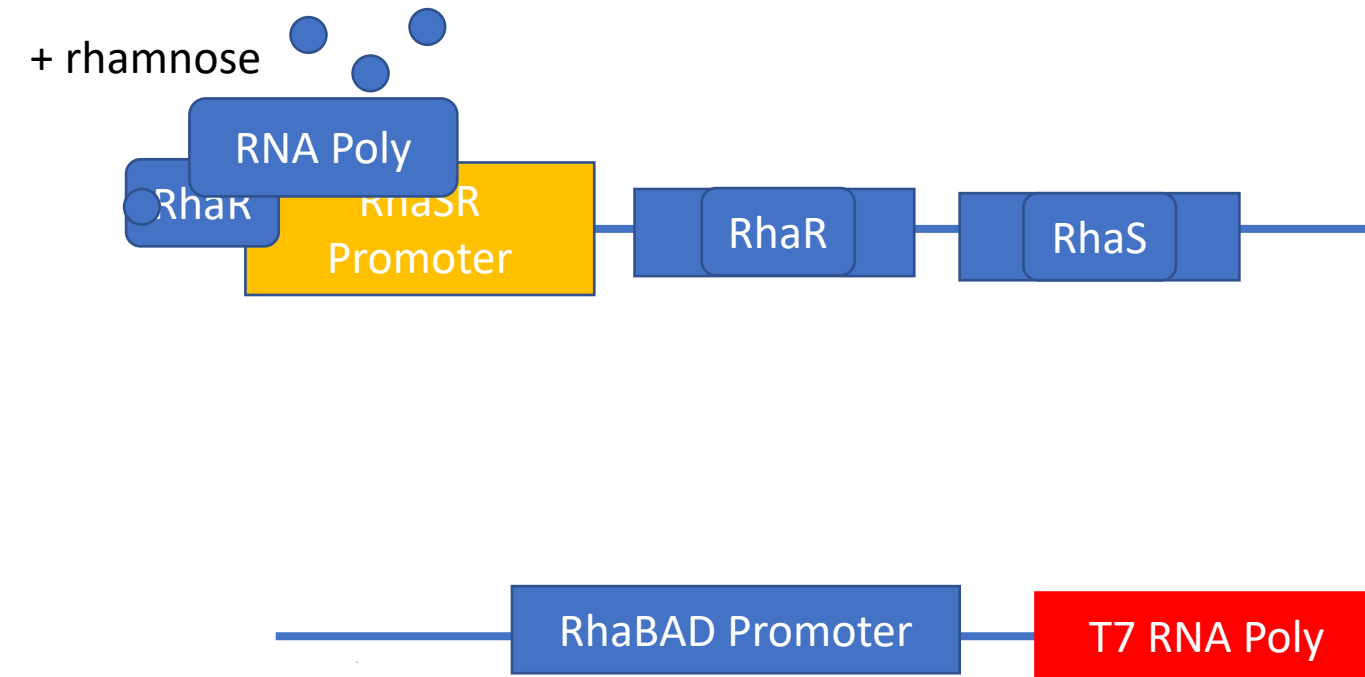 + rhamnose
RNA Poly
RhaR
RhaSR
Promoter
RhaR
RhaS
RhaBAD Promoter
T7 RNA Poly